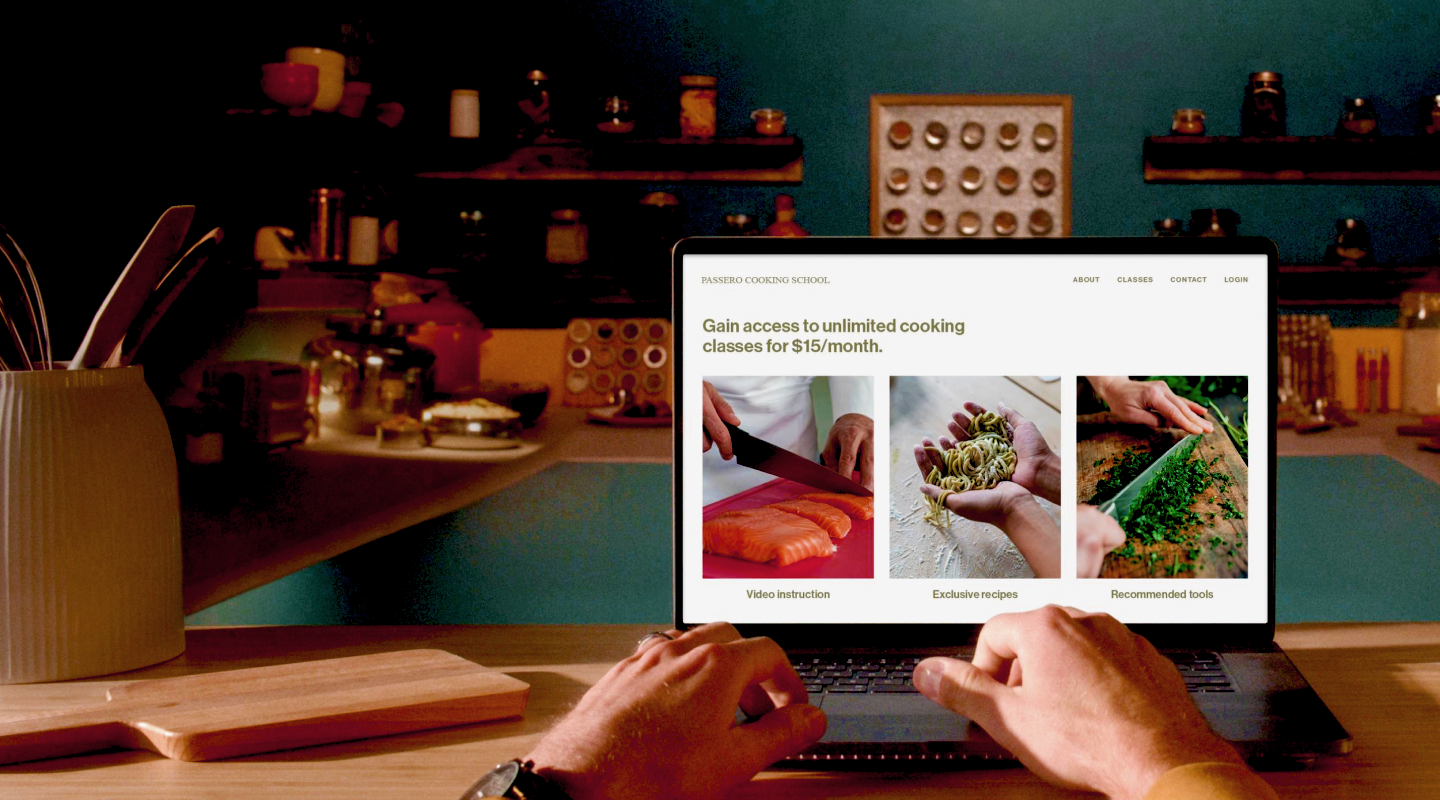 PASSERO COOKING SCHOOL
ABOUT CLASSES CONTACT LOGIN
Gain access to unlimited cooking
classes for $15/month.
Video instruction
Exclusive recipes
Recommended tools